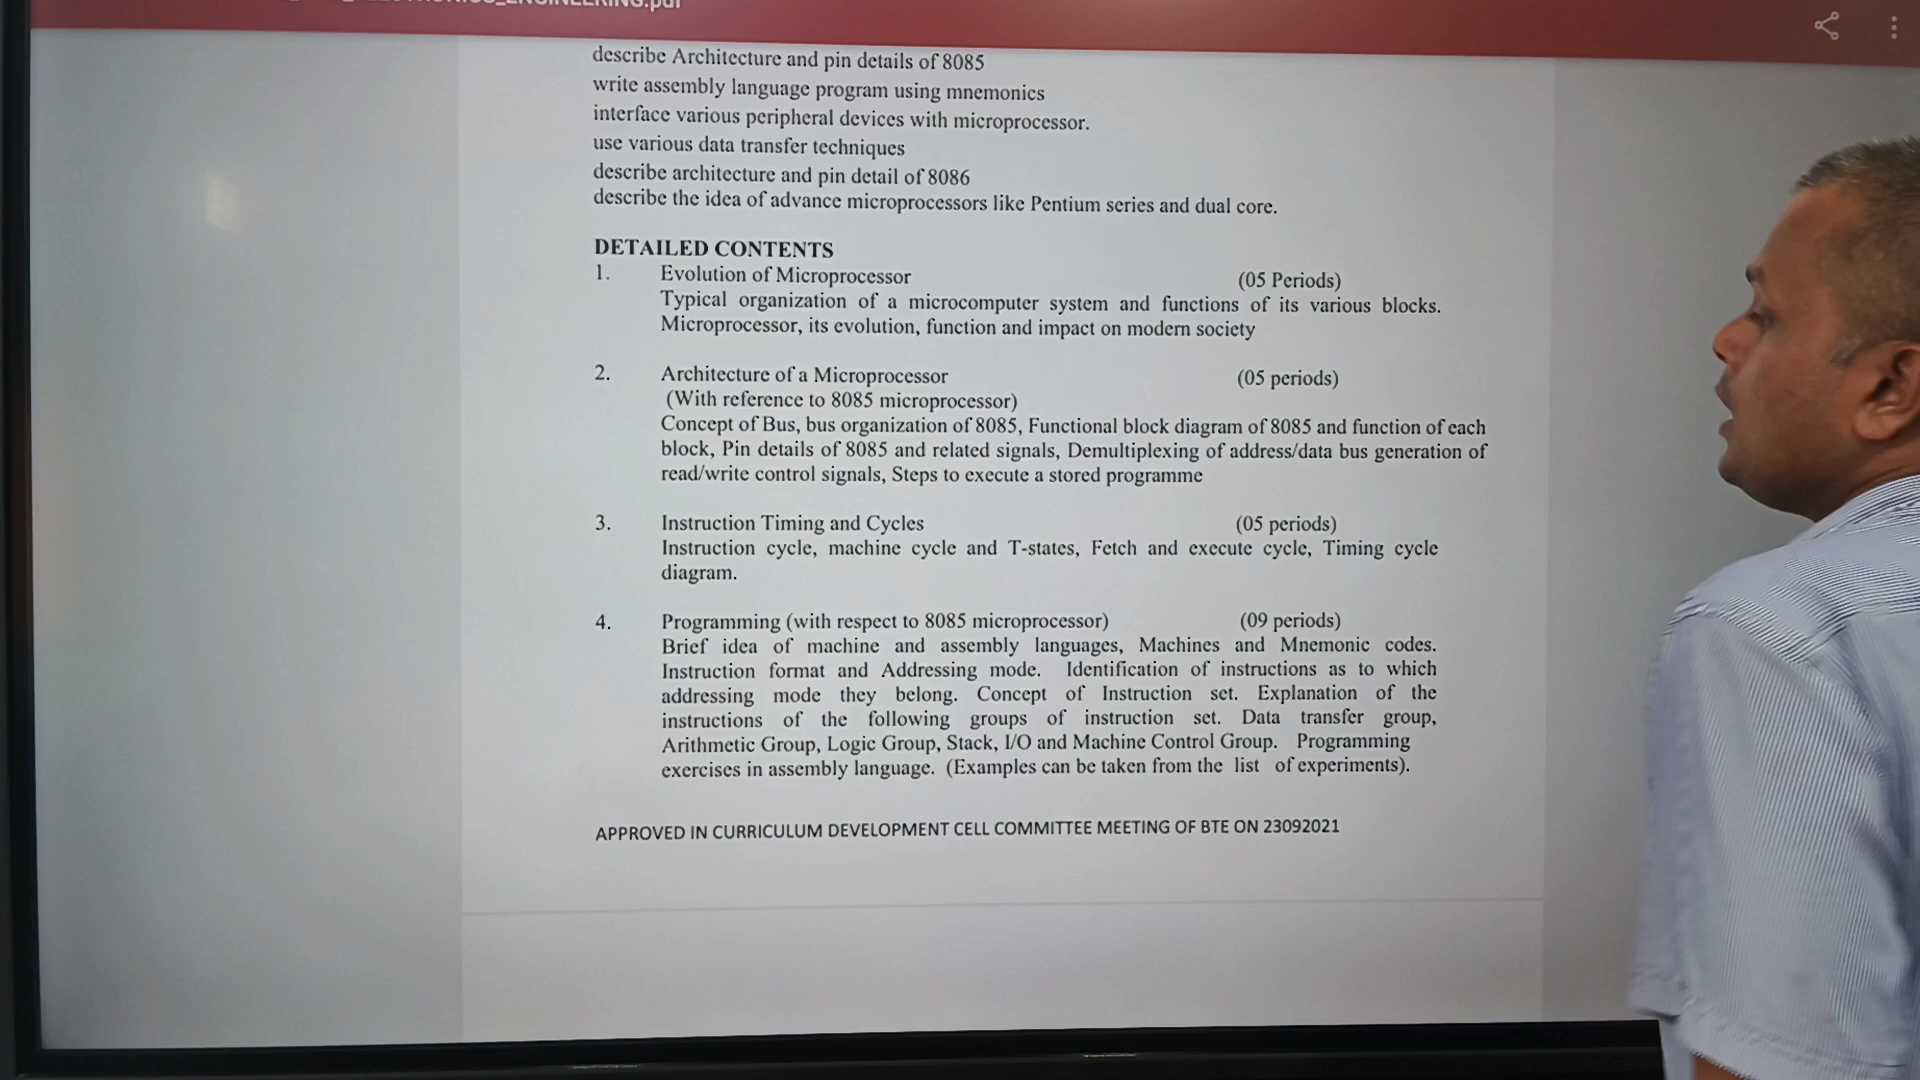 describe Architecture and pin details of 8085
write assembly language program using mnemonics
interface various peripheral devices with microprocessor.
use various data transfer techniques
describe architecture and pin detail of 8086
describe the idea of advance microprocessors like Pentium series and dual core.
DETAILED CONTENTS
1. Evolution of Microprocessor (05 Periods)
Typical organization of a microcomputer system and functions of its various blocks.
Microprocessor, its evolution, function and impact on modern society
2. Architecture of a Microprocessor (05 periods)
(With reference to 8085 microprocessor)
Concept of Bus, bus organization of 8085, Functional block diagram of 8085 and function of each
block, Pin details of 8085 and related signals, Demultiplexing of address/data bus generation of
read/write control signals, Steps to execute a stored programme
3. Instruction Timing and Cycles (05 periods)
Instruction cycle, machine cycle and T-states, Fetch and execute cycle, Timing cycle
diagram.
4. Programming (with respect to 8085 microprocessor) (09 periods)
Brief idea of machine and assembly languages, Machines and Mnemonic codes.
Instruction format and Addressing mode. Identification of instructions as to which
addressing mode they belong. Concept of Instruction set. Explanation of the
instructions of the following groups of instruction set. Data transfer group,
Arithmetic Group, Logic Group, Stack, I/O and Machine Control Group. Programming
exercises in assembly language. (Examples can be taken from the list of experiments).
APPROVED IN CURRICULUM DEVELOPMENT CELL COMMITTEE MEETING OF BTE ON 23092021